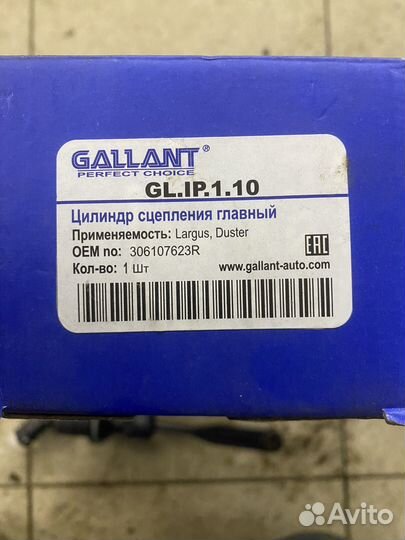 GALLANT®
PERFECT CHOICE
GL.IP.1.10
Цилиндр сцепления главный
Применяемость: Largus, Duster
OEM no: 306107623R
Кол-во: 1 Шт
www.gallant-auto.com
EAC
Avito